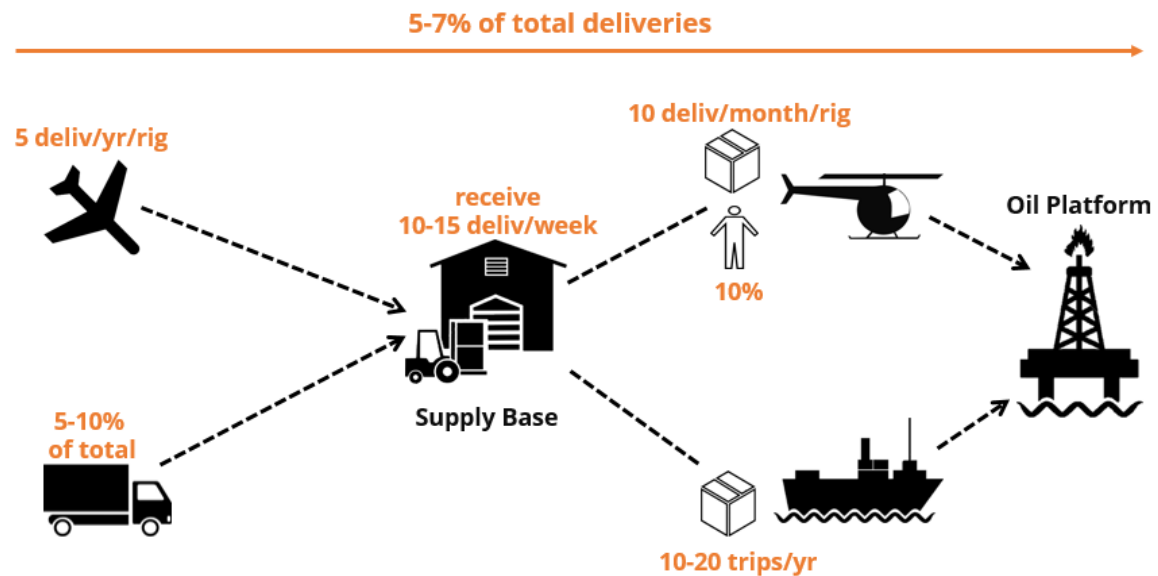 5-7% of total deliveries
5 deliv/yr/rig
10 deliv/month/rig
receive
10-15 deliv/week
Oil Platform
10%
5-10%
of total
Supply Base
10-20 trips/yr